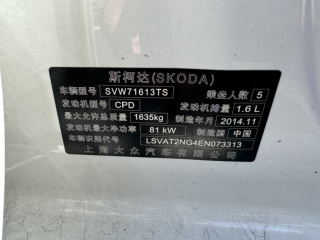 斯柯达(SKODA)
车辆型号 SVW71613TS 乘坐人数 5
发动机型号 CPD 发动机排量 1.6 L
最大允许总质量 1635kg 制造年月 2014.11
发动机最大净功率 81 kW 制造国 中国
车辆识别代号 LSVAT2NG4EN073313
上海大众汽车有限公司